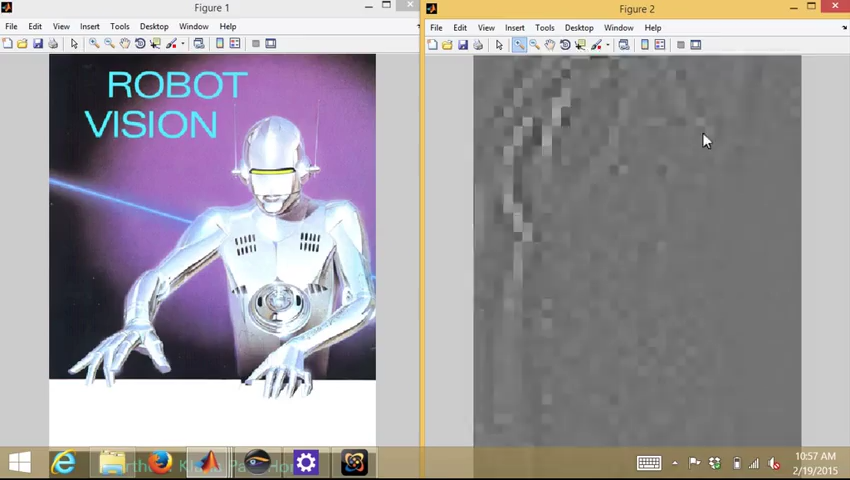 Figure 1
File Edit View Insert Tools Desktop Window Help
ROBOT
VISION
Figure 2
File Edit View Insert Tools Desktop Window Help
10:57 AM
2/19/2015